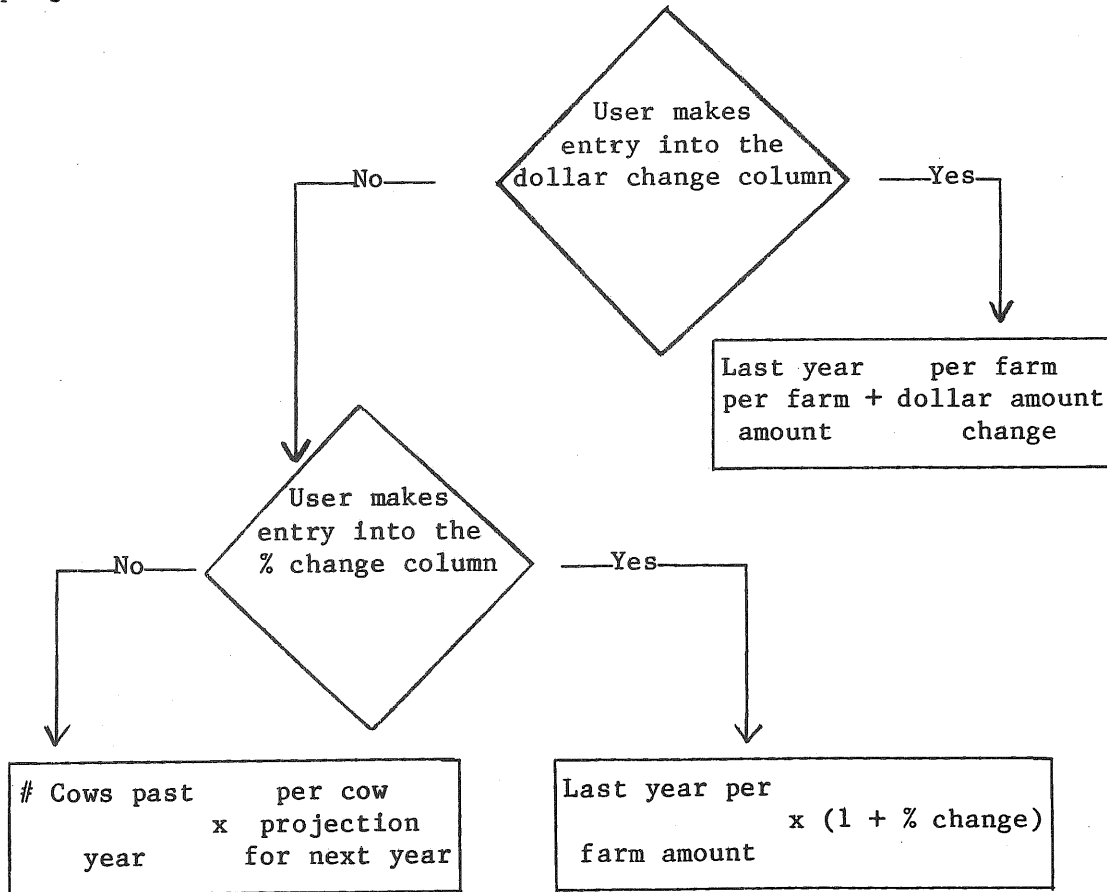 User makes
entry into the
dollar change column
No
Yes
Last year per farm
per farm + dollar amount
amount change
User makes
entry into the
% change column
No
Yes
# Cows past per cow
x projection
year for next year
Last year per
x (1 + % change)
farm amount